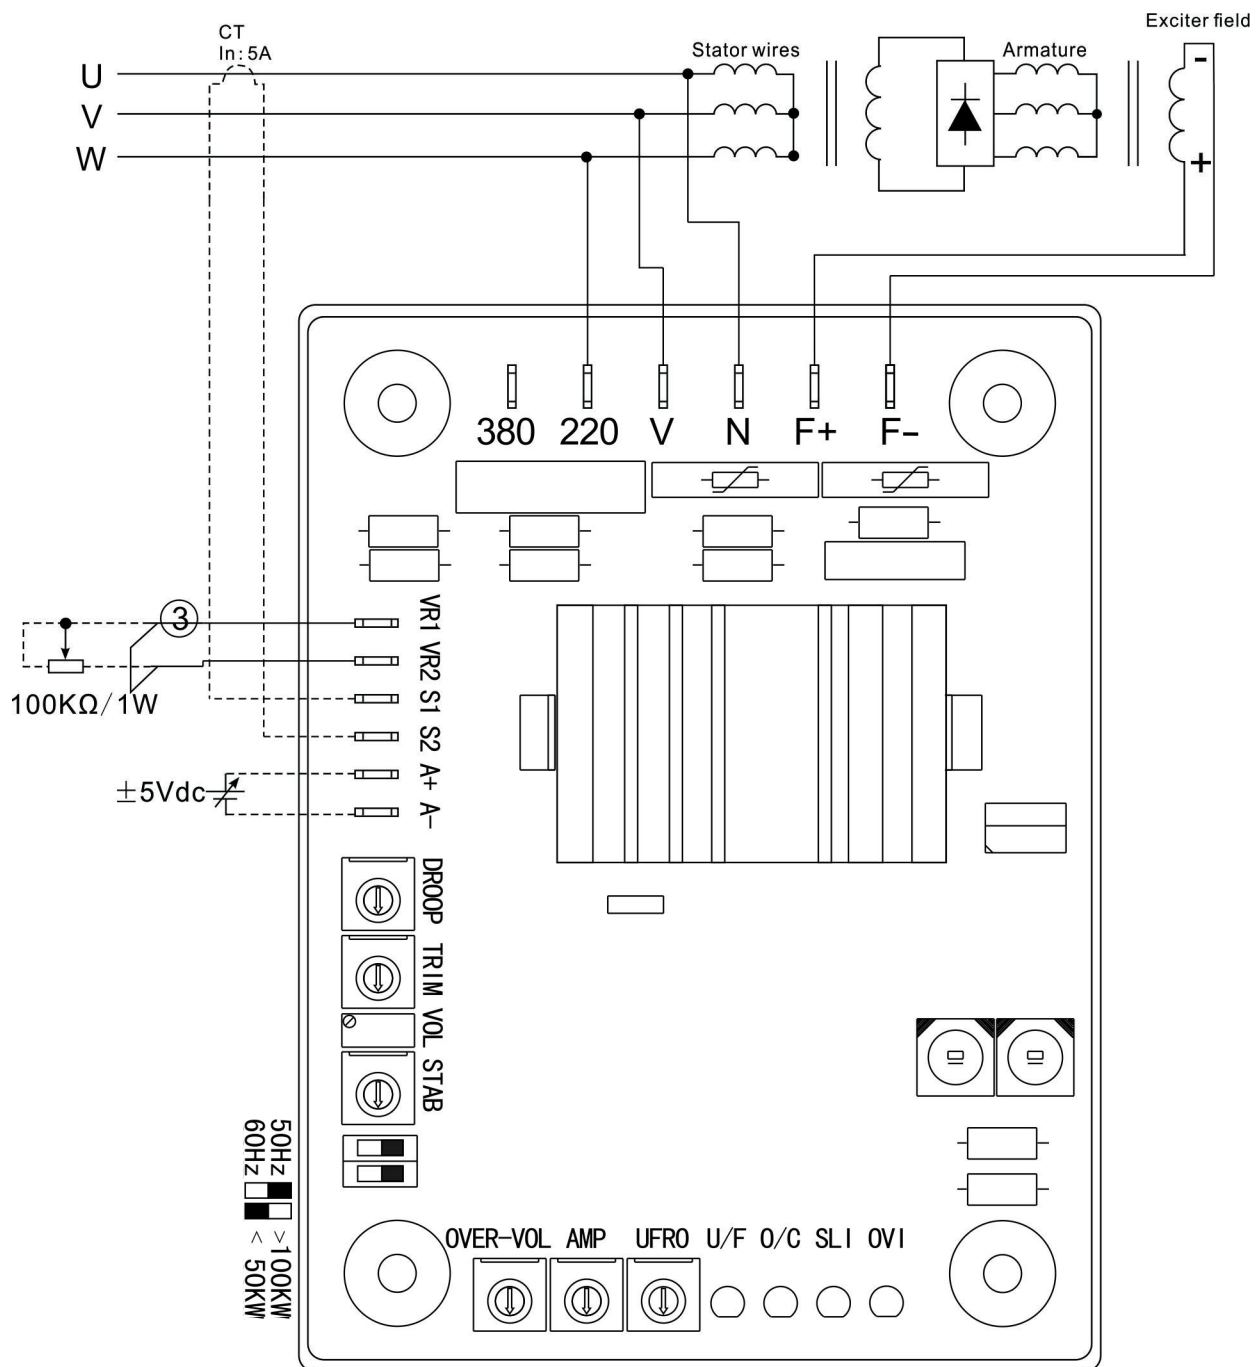 Exciter field
CT
In: 5A
Stator wires
Armature
U
V
W
-
+
380 220 V N F+ F-
③
VR1
VR2
S1
S2
A+
A-
100KΩ/1W
±5Vdc
DROOP
TRIM
VOL
STAB
50Hz >100KW
60Hz < 50KW
OVER-VOL AMP UFRO U/F O/C SLI OVI